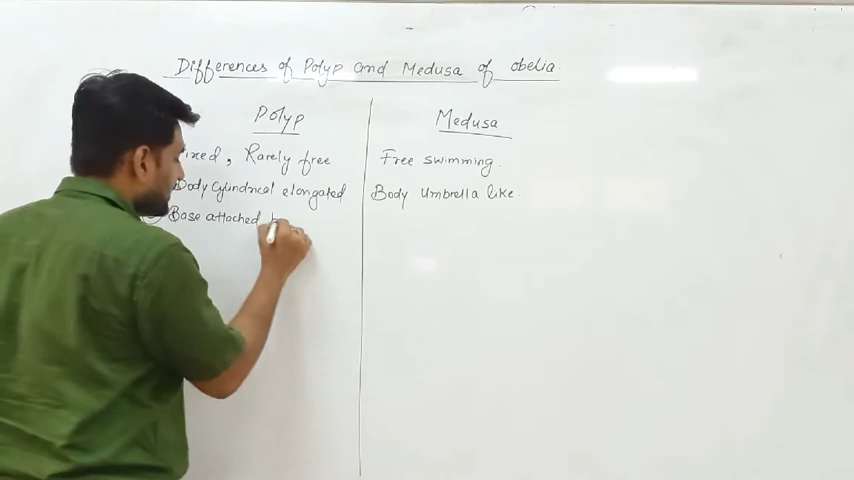 Differences of Polyp and Medusa of obelia.
Polyp
Medusa
Rarely free
Free swimming.
Body Cylindrical elongated
Body Umbrella like.
Base attached